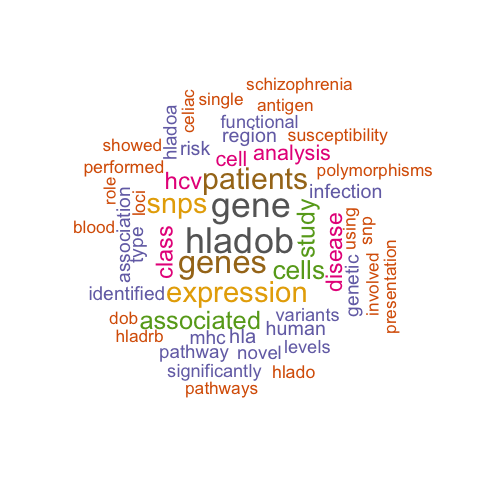 schizophrenia
celiac
single
antigen
hladoa
functional
region
susceptibility
showed
risk
cell
analysis
performed
hcv
patients
polymorphisms
role
loci
snps
gene
infection
blood
association
type
class
hladob
study
disease
genetic
using
snp
genes
cells
involved
presentation
identified
expression
dob
associated
variants
human
hladrb
mhc
hla
levels
pathway
novel
significantly
hlado
pathways